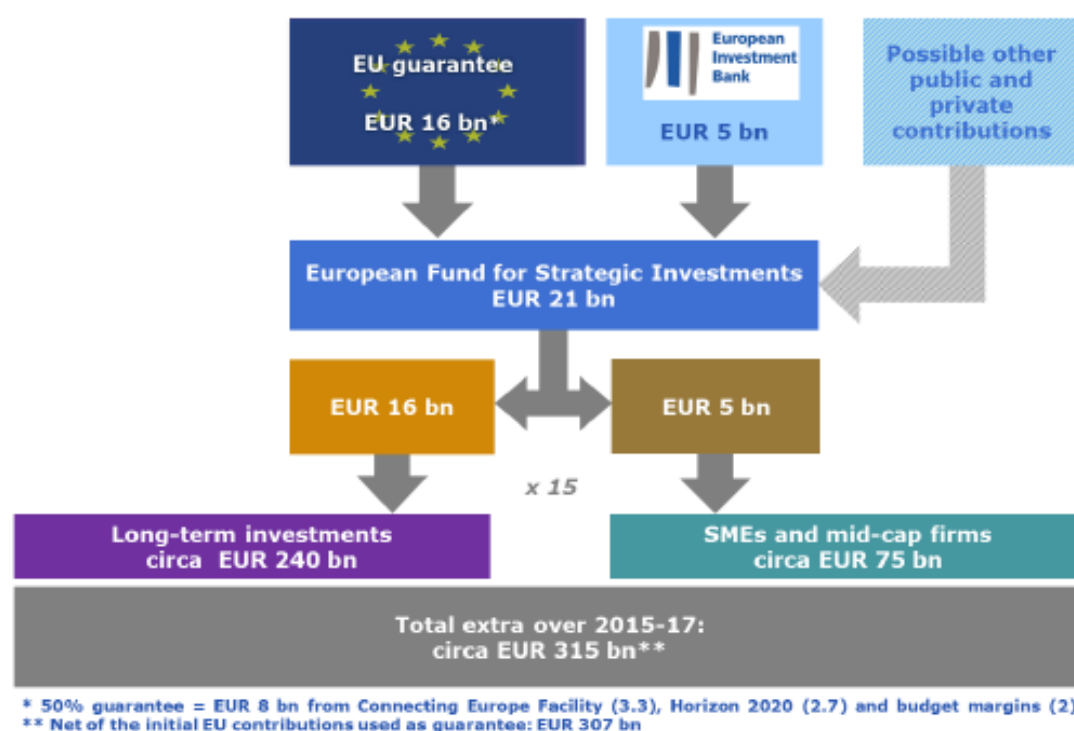 EU guarantee
EUR 16 bn*
European
Investment
Bank
EUR 5 bn
Possible other
public and
private
contributions
European Fund for Strategic Investments
EUR 21 bn
EUR 16 bn
EUR 5 bn
x 15
Long-term investments
circa EUR 240 bn
SMEs and mid-cap firms
circa EUR 75 bn
Total extra over 2015-17:
circa EUR 315 bn**
* 50% guarantee = EUR 8 bn from Connecting Europe Facility (3.3), Horizon 2020 (2.7) and budget margins (2)
** Net of the initial EU contributions used as guarantee: EUR 307 bn